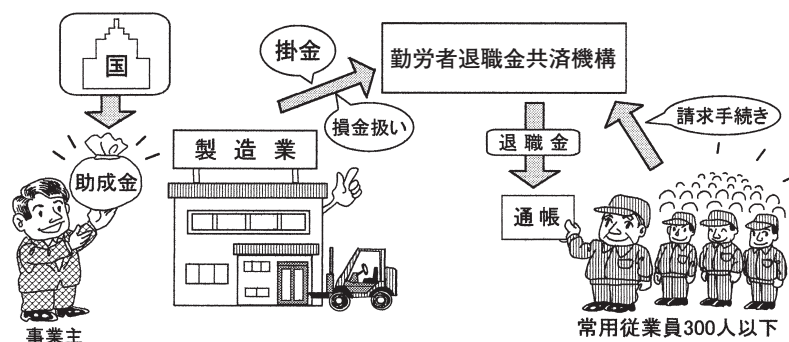 国
助成金
事業主
製造業
掛金
損金扱い
勤労者退職金共済機構
退職金
通帳
請求手続き
常用従業員300人以下